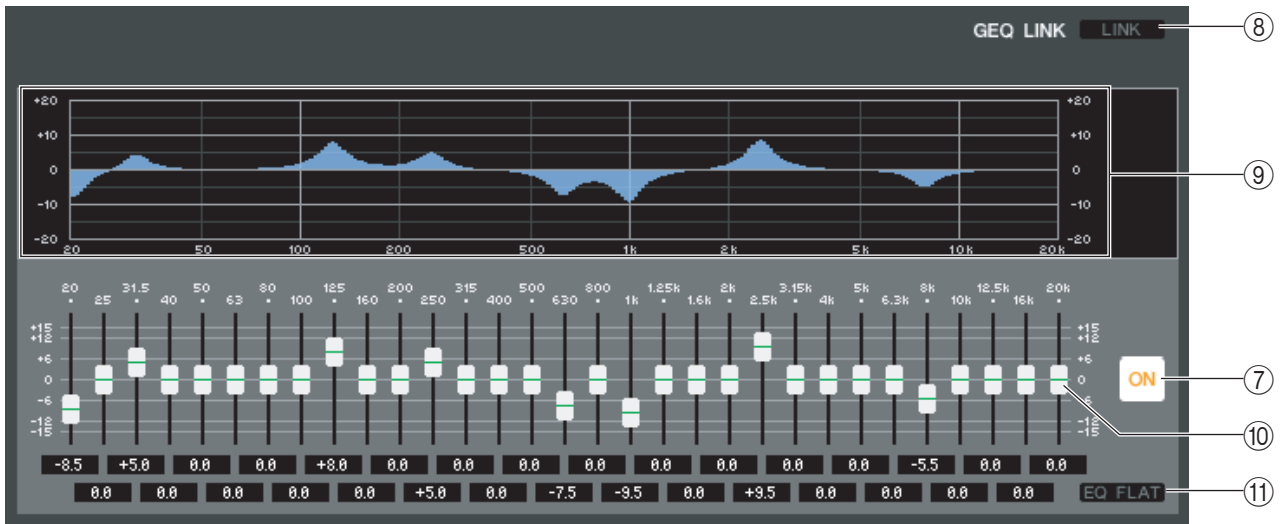 GEQ LINK LINK ⑧
+20 +20
+10 +10
0 0 ⑨
-10 -10
-20 -20
20 50 100 200 500 1k 2k 5k 10k 20k
20 31.5 50 80 125 200 315 500 800 1.25k 2k 3.15k 5k 8k 12.5k 20k
25 40 63 100 160 250 400 630 1k 1.6k 2.5k 4k 6.3k 10k 16k
+15 +15
+12 +12
+6 +6
0 0 ON ⑦
-6 -6
-12 -12
-15 -15 ⑩
-8.5 +5.0 0.0 0.0 +8.0 0.0 0.0 0.0 0.0 0.0 0.0 0.0 0.0 -5.5 0.0 0.0
0.0 0.0 0.0 0.0 0.0 +5.0 0.0 -7.5 -9.5 0.0 +9.5 0.0 0.0 0.0 0.0 EQ FLAT ⑪